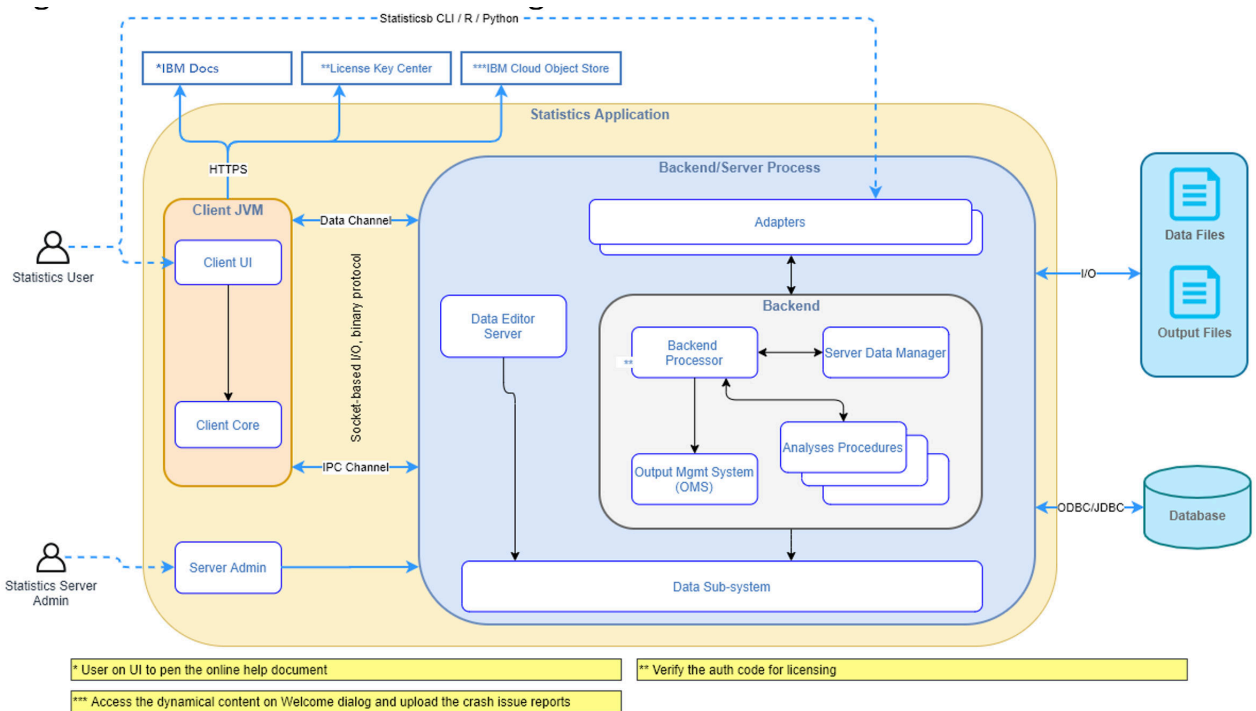 Statisticsb CLI / R / Python
*IBM Docs
**License Key Center
***IBM Cloud Object Store
Statistics Application
HTTPS
Backend/Server Process
Client JVM
Data Channel
Adapters
Client UI
Statistics User
Data Files
I/O
Output Files
Socket-based I/O, binary protocol
Data Editor
Server
Backend
Backend
Processor
**
Server Data Manager
Client Core
Analyses Procedures
IPC Channel
Output Mgmt System
(OMS)
ODBC/JDBC
Database
Statistics Server
Admin
Server Admin
Data Sub-system
* User on UI to pen the online help document
** Verify the auth code for licensing
*** Access the dynamical content on Welcome dialog and upload the crash issue reports